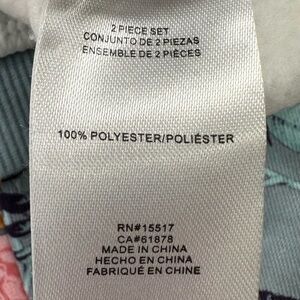 2 PIECE SET
CONJUNTO DE 2 PIEZAS
ENSEMBLE DE 2 PIÈCES
100% POLYESTER/POLIÉSTER
RN#15517
CA#61878
MADE IN CHINA
HECHO EN CHINA
FABRIQUÉ EN CHINE